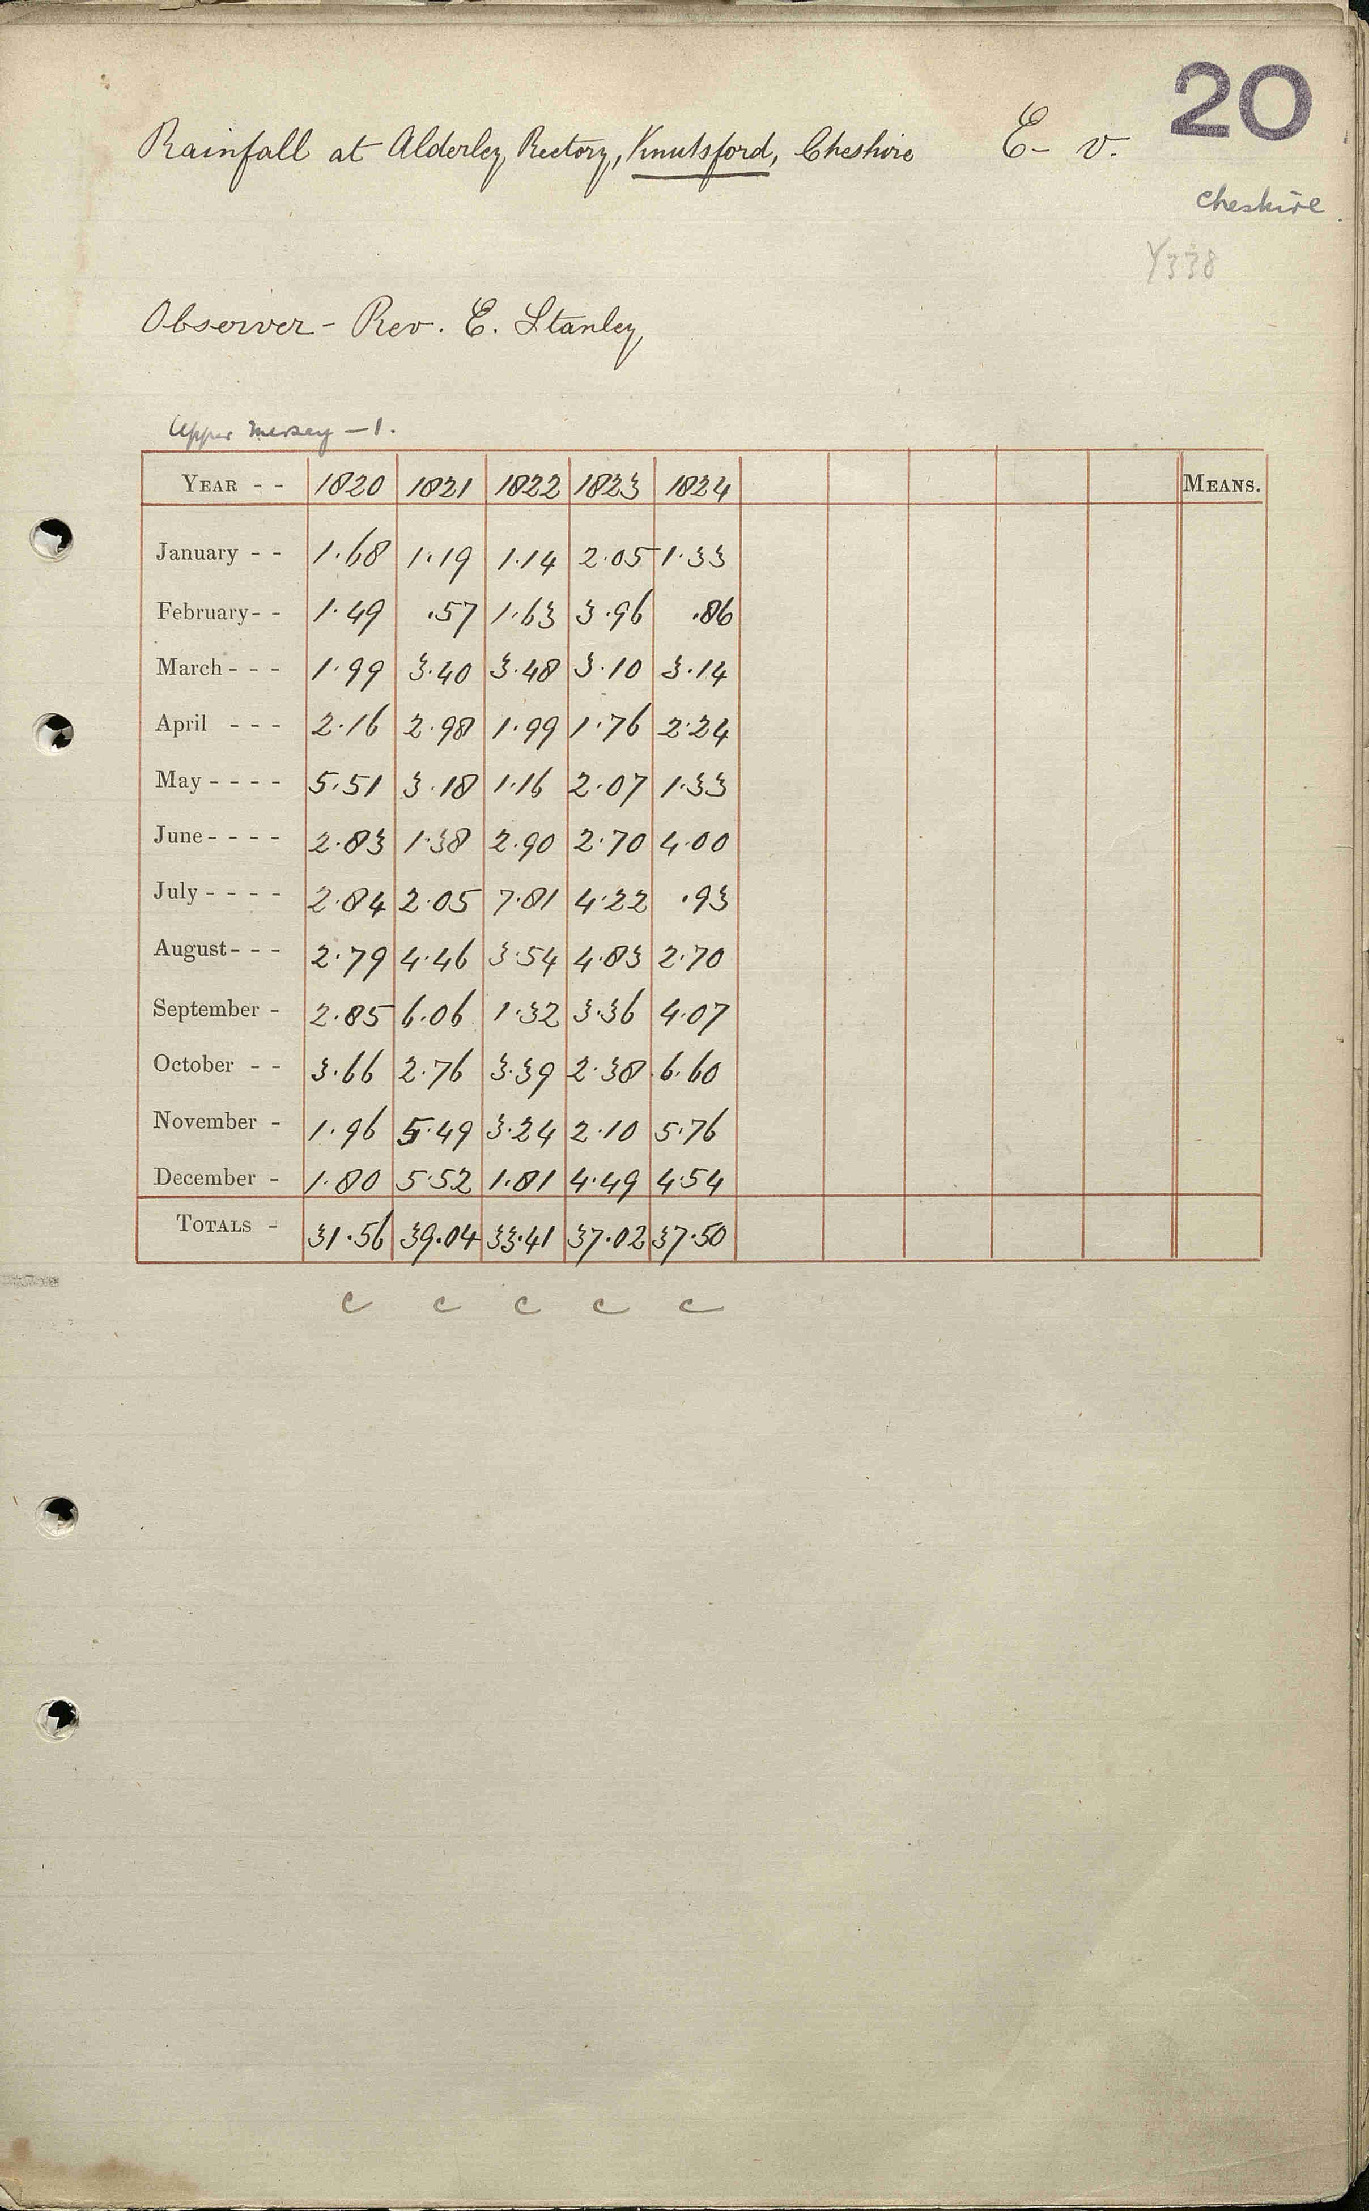 20
Rainfall at Alderley Rectory, Knutsford, Cheshire E- v.
Cheshire
Y338
Observer - Rev. E. Stanley
Upper Mersey - 1.
YEAR - - 1820 1821 1822 1823 1824 MEANS.
January - - 1.68 1.19 1.14 2.05 1.33
February - - 1.49 .57 1.63 3.96 .86
March - - - 1.99 3.40 3.48 3.10 3.14
April - - - 2.16 2.98 1.99 1.76 2.24
May - - - - 5.51 3.18 1.16 2.07 1.33
June - - - - 2.83 1.38 2.90 2.70 4.00
July - - - - 2.84 2.05 7.81 4.22 .93
August - - - 2.79 4.46 3.54 4.83 2.70
September - 2.85 6.06 1.32 3.36 4.07
October - - 3.66 2.76 3.39 2.38 6.60
November - 1.96 5.49 3.24 2.10 5.76
December - 1.80 5.52 1.81 4.49 4.54
TOTALS - 31.56 39.04 33.41 37.02 37.50
c c c c c